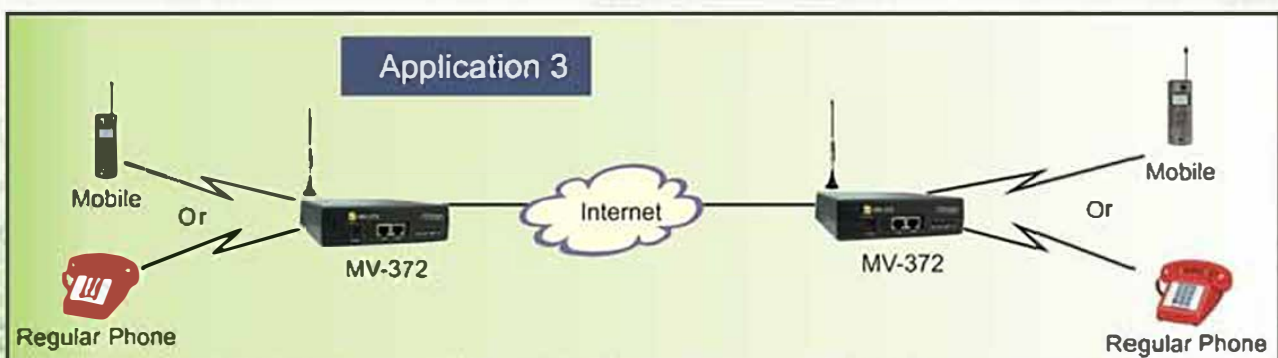 Application 3
Mobile
Or
Regular Phone
MV-372
Internet
MV-372
Mobile
Or
Regular Phone